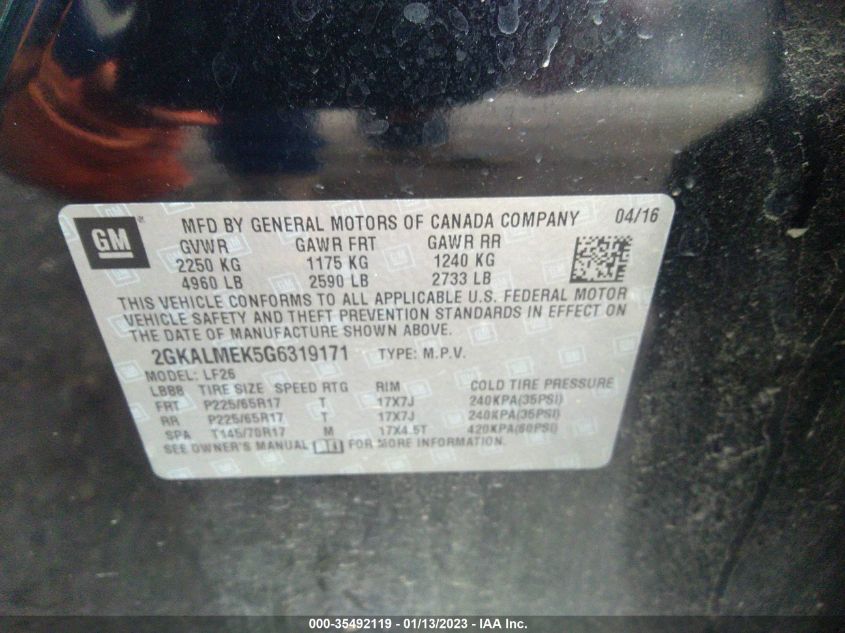 GM
MFD BY GENERAL MOTORS OF CANADA COMPANY 04/16
GVWR GAWR FRT GAWR RR
2250 KG 1175 KG 1240 KG
4960 LB 2590 LB 2733 LB
THIS VEHICLE CONFORMS TO ALL APPLICABLE U.S. FEDERAL MOTOR
VEHICLE SAFETY AND THEFT PREVENTION STANDARDS IN EFFECT ON
THE DATE OF MANUFACTURE SHOWN ABOVE.
2GKALMEK5G6319171 TYPE: M.P.V.
MODEL: LF26
LBBB TIRE SIZE SPEED RTG RIM COLD TIRE PRESSURE
FRT P225/65R17 T 17X7J 240KPA(35PSI)
RR P225/65R17 T 17X7J 240KPA(35PSI)
SPA T145/70R17 M 17X4.5T 420KPA(60PSI)
SEE OWNER'S MANUAL FOR MORE INFORMATION.
000-35492119 - 01/13/2023 - IAA Inc.